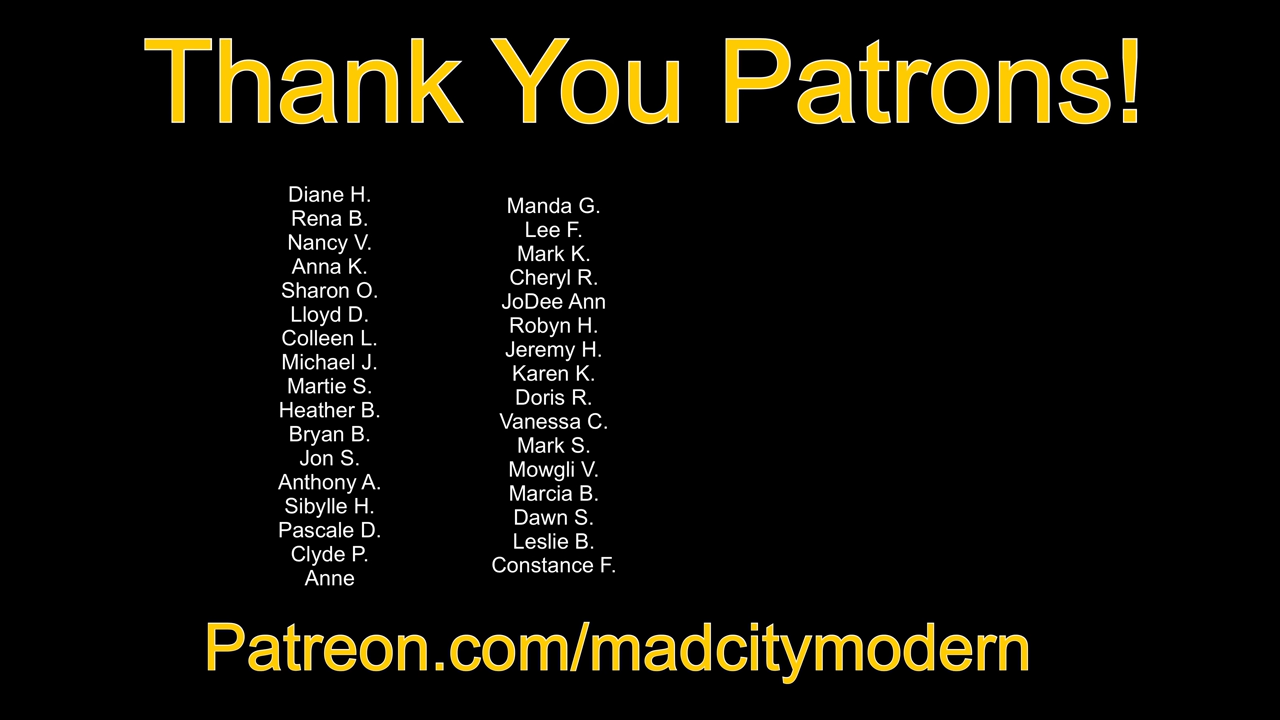 Thank You Patrons!
Diane H.
Rena B.
Nancy V.
Anna K.
Sharon O.
Lloyd D.
Colleen L.
Michael J.
Martie S.
Heather B.
Bryan B.
Jon S.
Anthony A.
Sibylle H.
Pascale D.
Clyde P.
Anne
Manda G.
Lee F.
Mark K.
Cheryl R.
JoDee Ann
Robyn H.
Jeremy H.
Karen K.
Doris R.
Vanessa C.
Mark S.
Mowgli V.
Marcia B.
Dawn S.
Leslie B.
Constance F.
Patreon.com/madcitymodern